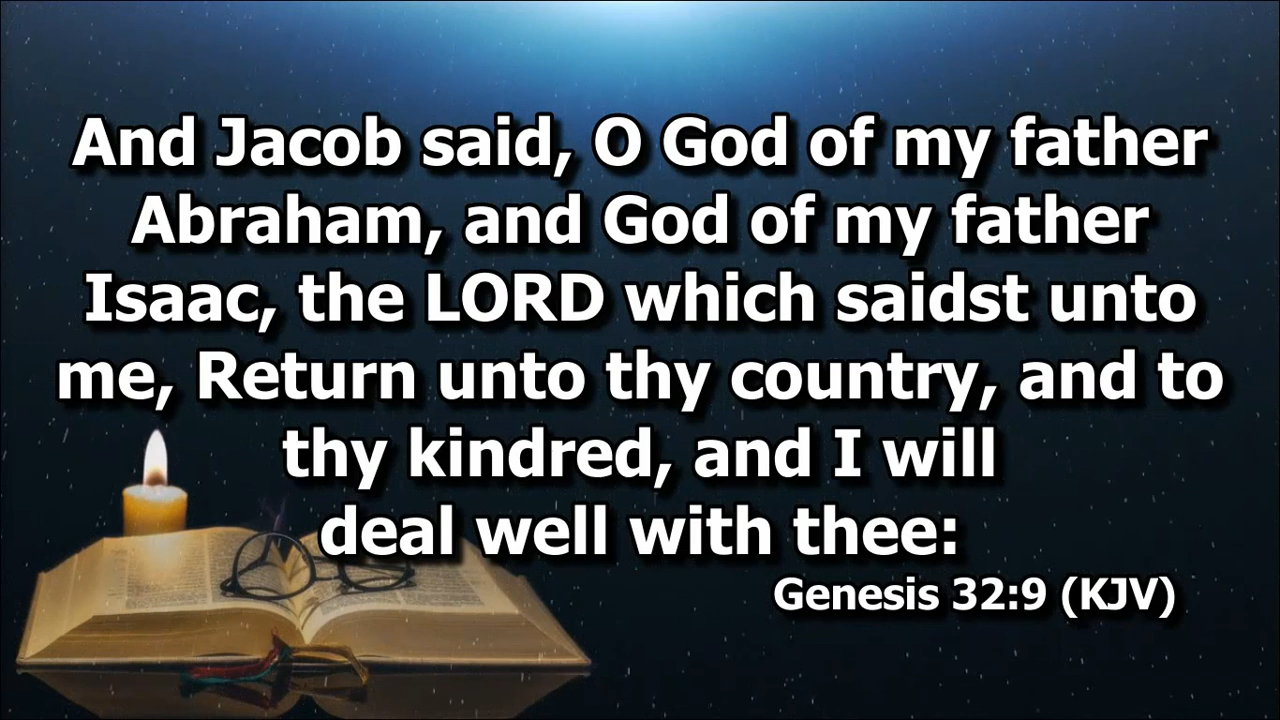 And Jacob said, O God of my father
Abraham, and God of my father
Isaac, the LORD which saidst unto
me, Return unto thy country, and to
thy kindred, and I will
deal well with thee:
Genesis 32:9 (KJV)